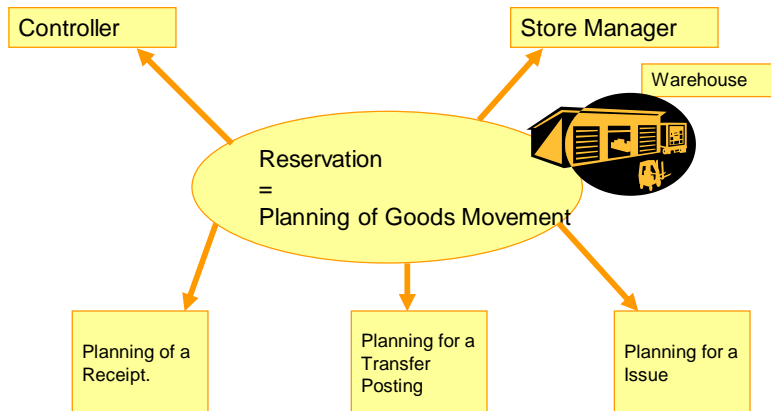 Controller
Store Manager
Warehouse
Reservation
=
Planning of Goods Movement
Planning of a
Receipt.
Planning for a
Transfer
Posting
Planning for a
Issue